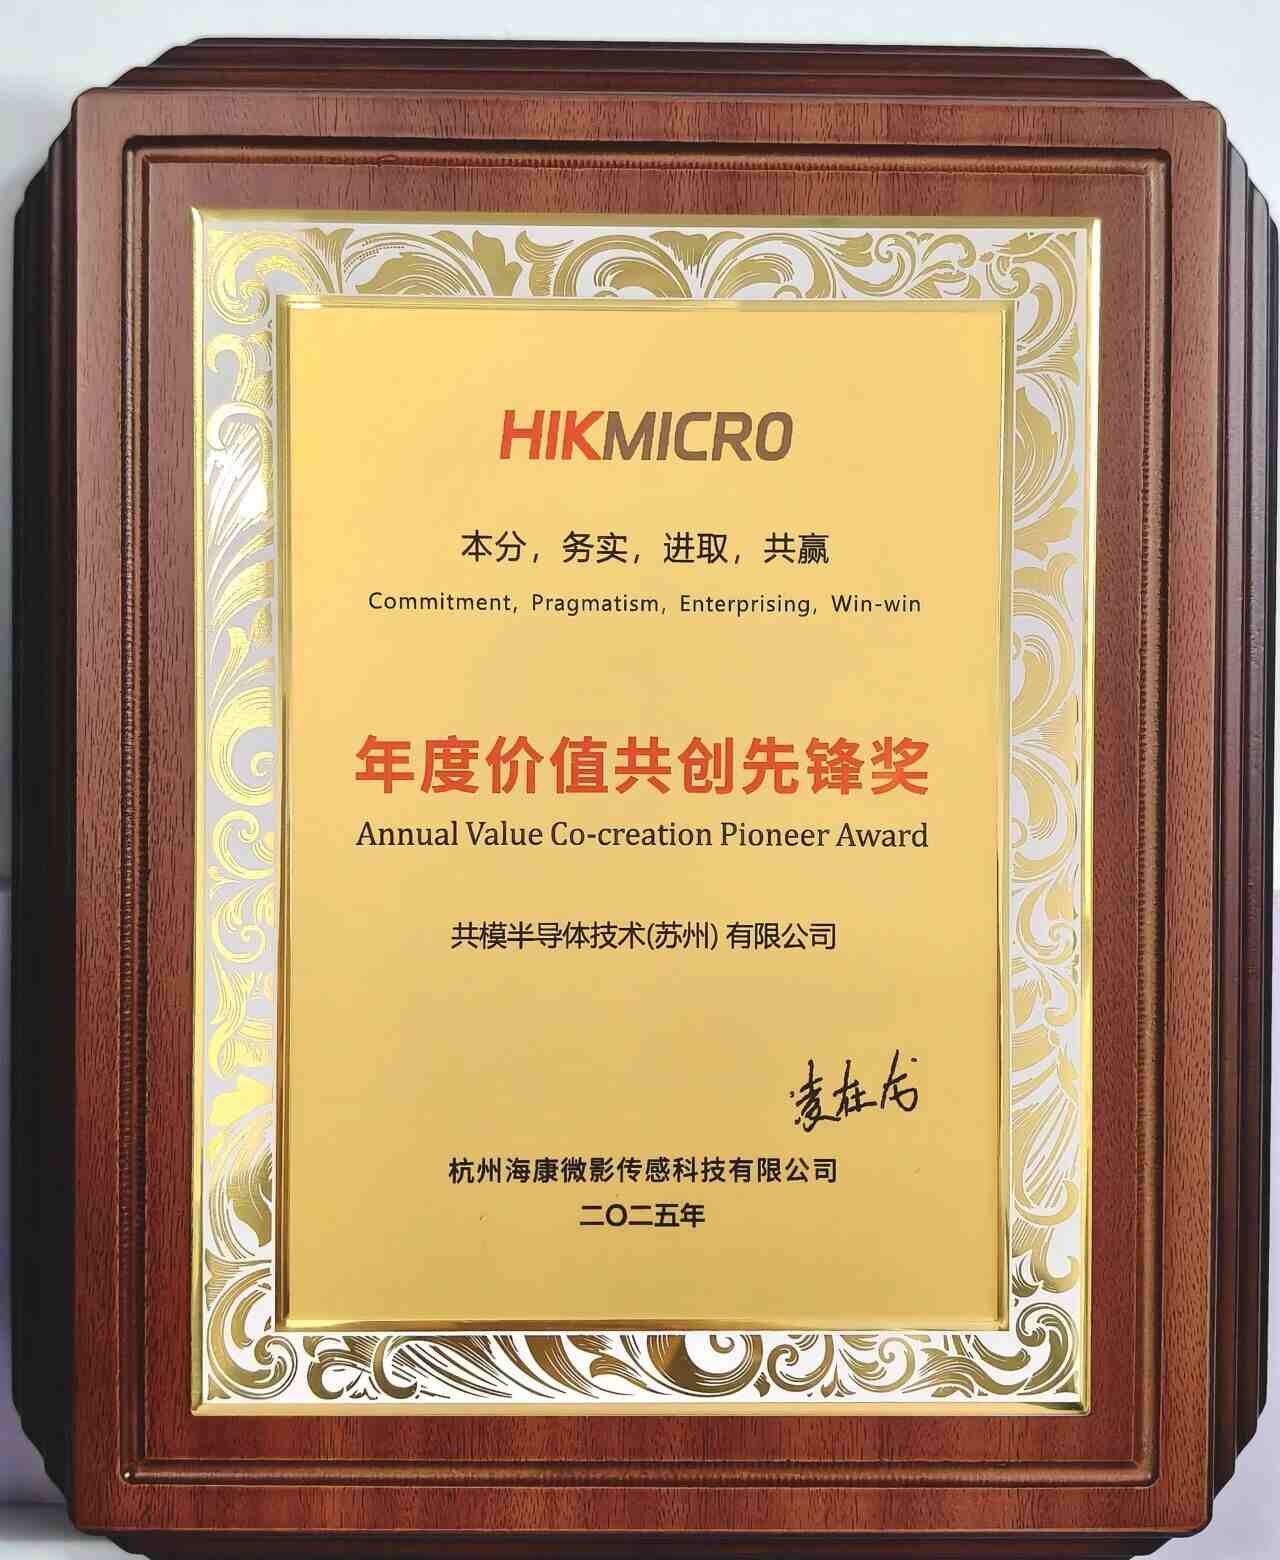 HIKMICRO
本分，务实，进取，共赢
Commitment, Pragmatism, Enterprising, Win-win
年度价值共创先锋奖
Annual Value Co-creation Pioneer Award
共模半导体技术(苏州) 有限公司
杭州海康微影传感科技有限公司
二〇二五年